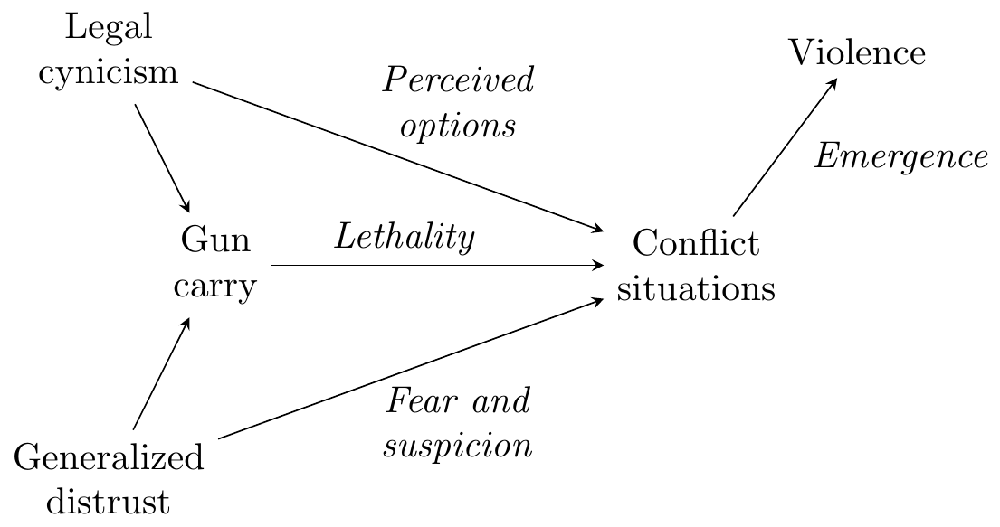 Legal
cynicism
Violence
Perceived
options
Emergence
Gun
carry
Lethality
Conflict
situations
Fear and
suspicion
Generalized
distrust